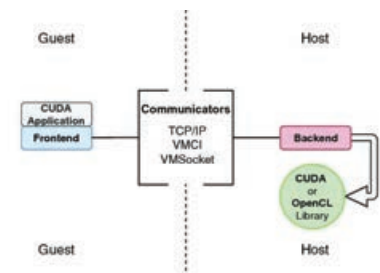 Guest
Host
CUDA
Application
Frontend
Communicators
TCP/IP
VMCI
VMSocket
Backend
CUDA
or
OpenCL
Library
Guest
Host